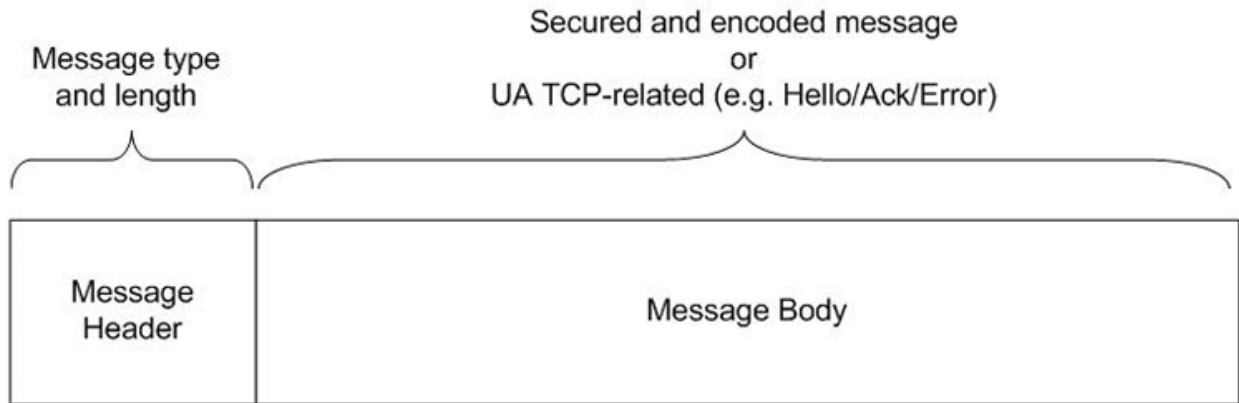 Message type
and length
Secured and encoded message
or
UA TCP-related (e.g. Hello/Ack/Error)
Message
Header
Message Body